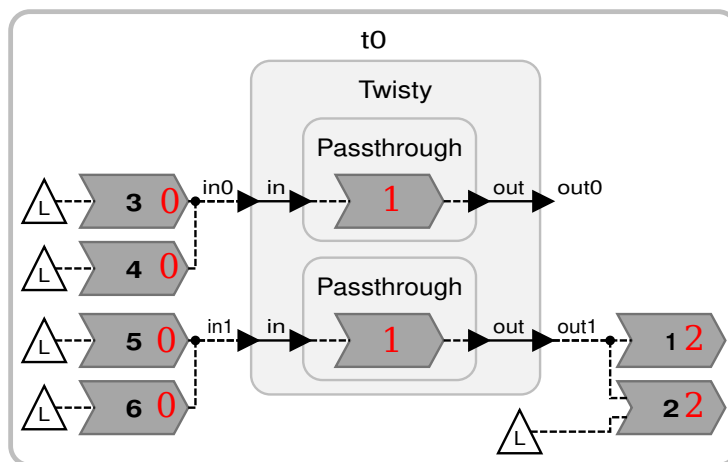 t0
Twisty
Passthrough
L 3 0 in0 in 1 out out0
L 4 0
Passthrough
L 5 0 in1 in 1 out out1 1 2
L 6 0 L 2 2